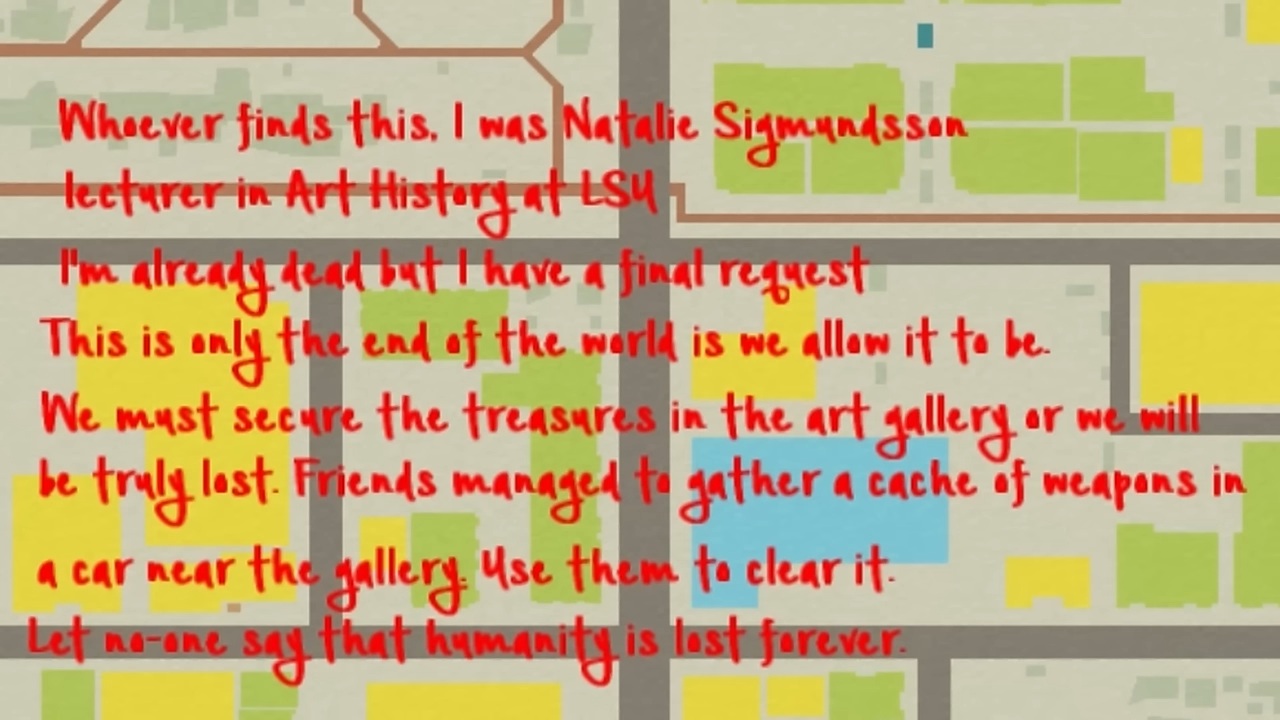 Whoever finds this, I was Natalie Sigmundsson
lecturer in Art History at LSU
I'm already dead but I have a final request
This is only the end of the world is we allow it to be.
We must secure the treasures in the art gallery or we will
be truly lost. Friends managed to gather a cache of weapons in
a car near the gallery. Use them to clear it.
Let no-one say that humanity is lost forever.